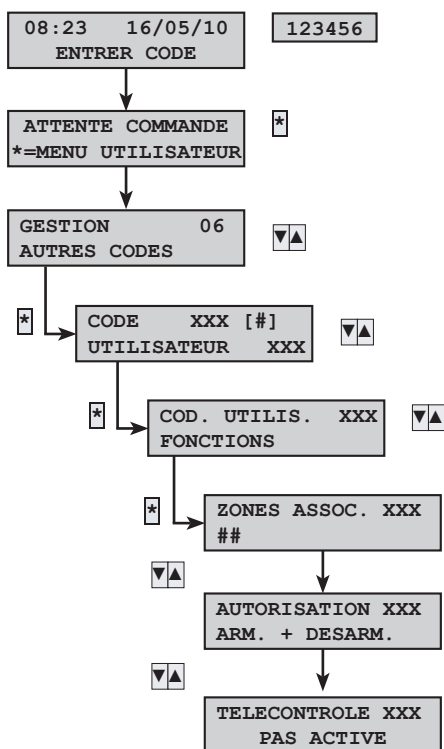 08:23 16/05/10
ENTRER CODE
123456
ATTENTE COMMANDE
*=MENU UTILISATEUR
*
GESTION 06
AUTRES CODES
▼▲
*
CODE XXX [#]
UTILISATEUR XXX
▼▲
*
COD. UTILIS. XXX
FONCTIONS
▼▲
*
ZONES ASSOC. XXX
##
▼▲
AUTORISATION XXX
ARM. + DESARM.
▼▲
TELECONTROLE XXX
PAS ACTIVE